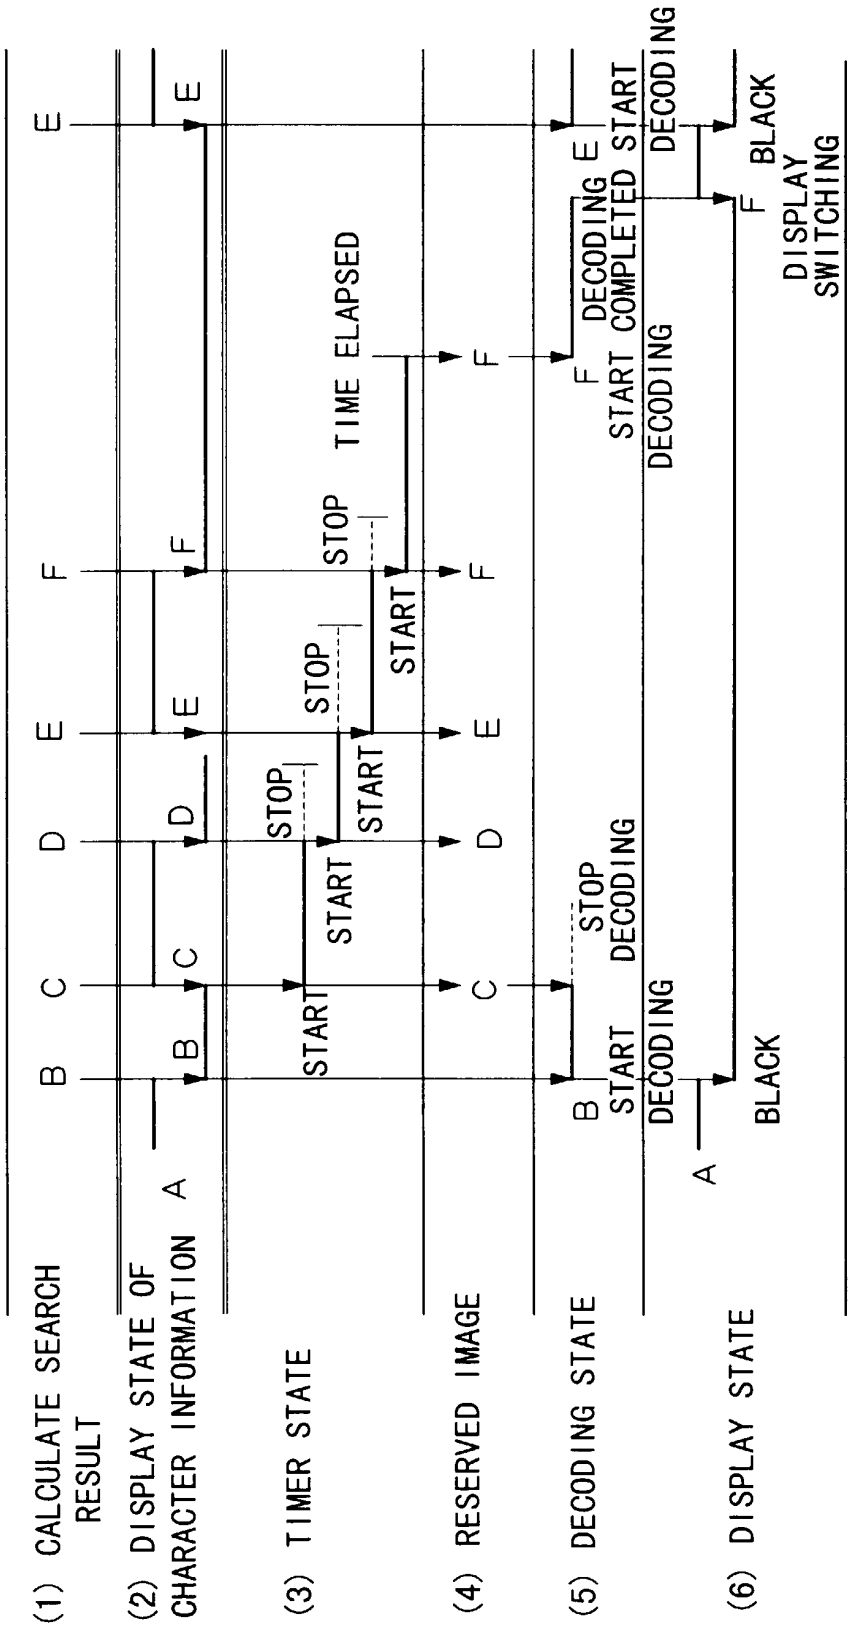 (1) CALCULATE SEARCH
RESULT
B
C
D
E
F
E
(2) DISPLAY STATE OF
CHARACTER INFORMATION
A
B
C
D
E
F
E
(3) TIMER STATE
START
STOP
START
STOP
START
STOP
START
TIME ELAPSED
(4) RESERVED IMAGE
C
D
E
F
F
(5) DECODING STATE
B
START
DECODING
STOP
DECODING
F
START
DECODING
DECODING
COMPLETED
E
START
DECODING
(6) DISPLAY STATE
A
BLACK
F
DISPLAY
SWITCHING
BLACK